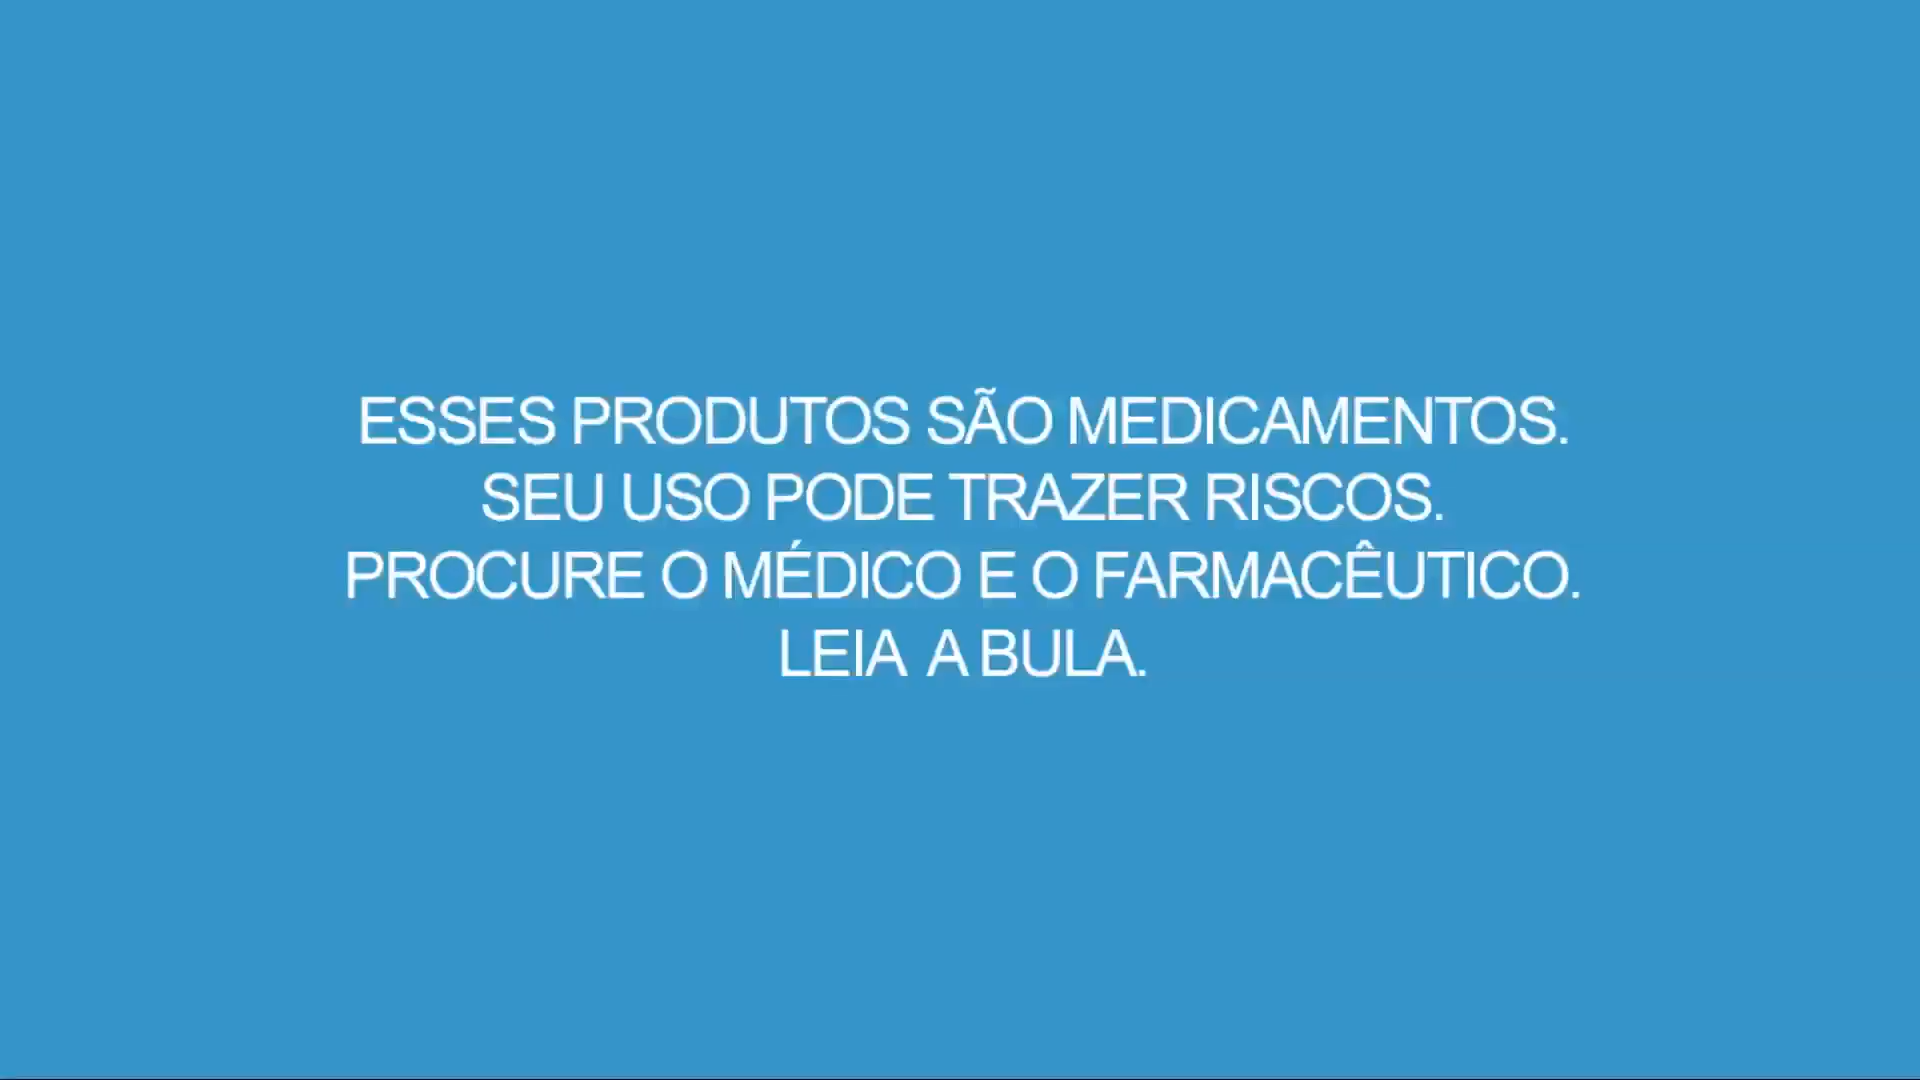 ESSES PRODUTOS SÃO MEDICAMENTOS.
SEU USO PODE TRAZER RISCOS.
PROCURE O MÉDICO E O FARMACÊUTICO.
LEIA A BULA.